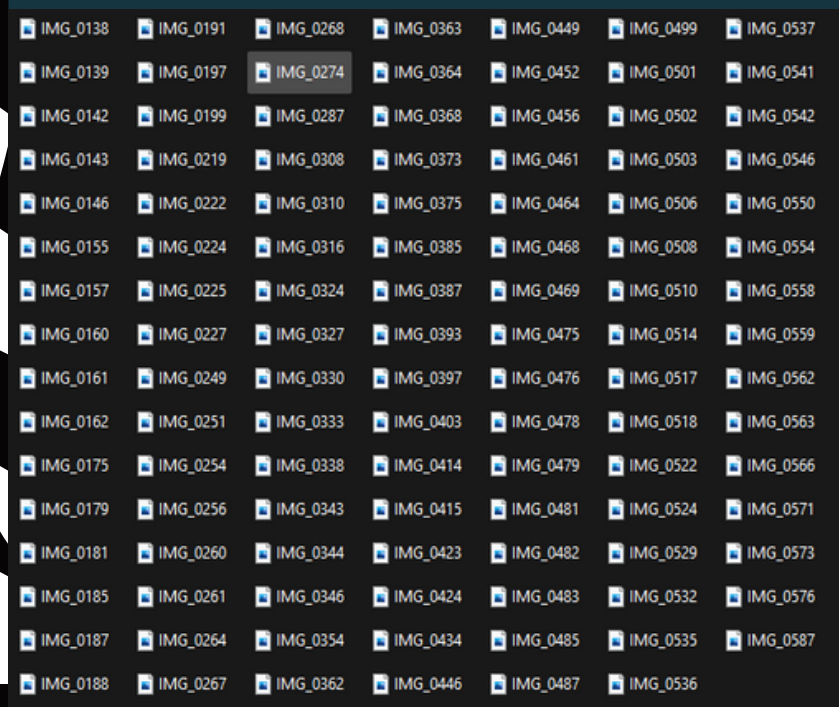 IMG_0138 IMG_0191 IMG_0268 IMG_0363 IMG_0449 IMG_0499 IMG_0537
IMG_0139 IMG_0197 IMG_0274 IMG_0364 IMG_0452 IMG_0501 IMG_0541
IMG_0142 IMG_0199 IMG_0287 IMG_0368 IMG_0456 IMG_0502 IMG_0542
IMG_0143 IMG_0219 IMG_0308 IMG_0373 IMG_0461 IMG_0503 IMG_0546
IMG_0146 IMG_0222 IMG_0310 IMG_0375 IMG_0464 IMG_0506 IMG_0550
IMG_0155 IMG_0224 IMG_0316 IMG_0385 IMG_0468 IMG_0508 IMG_0554
IMG_0157 IMG_0225 IMG_0324 IMG_0387 IMG_0469 IMG_0510 IMG_0558
IMG_0160 IMG_0227 IMG_0327 IMG_0393 IMG_0475 IMG_0514 IMG_0559
IMG_0161 IMG_0249 IMG_0330 IMG_0397 IMG_0476 IMG_0517 IMG_0562
IMG_0162 IMG_0251 IMG_0333 IMG_0403 IMG_0478 IMG_0518 IMG_0563
IMG_0175 IMG_0254 IMG_0338 IMG_0414 IMG_0479 IMG_0522 IMG_0566
IMG_0179 IMG_0256 IMG_0343 IMG_0415 IMG_0481 IMG_0524 IMG_0571
IMG_0181 IMG_0260 IMG_0344 IMG_0423 IMG_0482 IMG_0529 IMG_0573
IMG_0185 IMG_0261 IMG_0346 IMG_0424 IMG_0483 IMG_0532 IMG_0576
IMG_0187 IMG_0264 IMG_0354 IMG_0434 IMG_0485 IMG_0535 IMG_0587
IMG_0188 IMG_0267 IMG_0362 IMG_0446 IMG_0487 IMG_0536